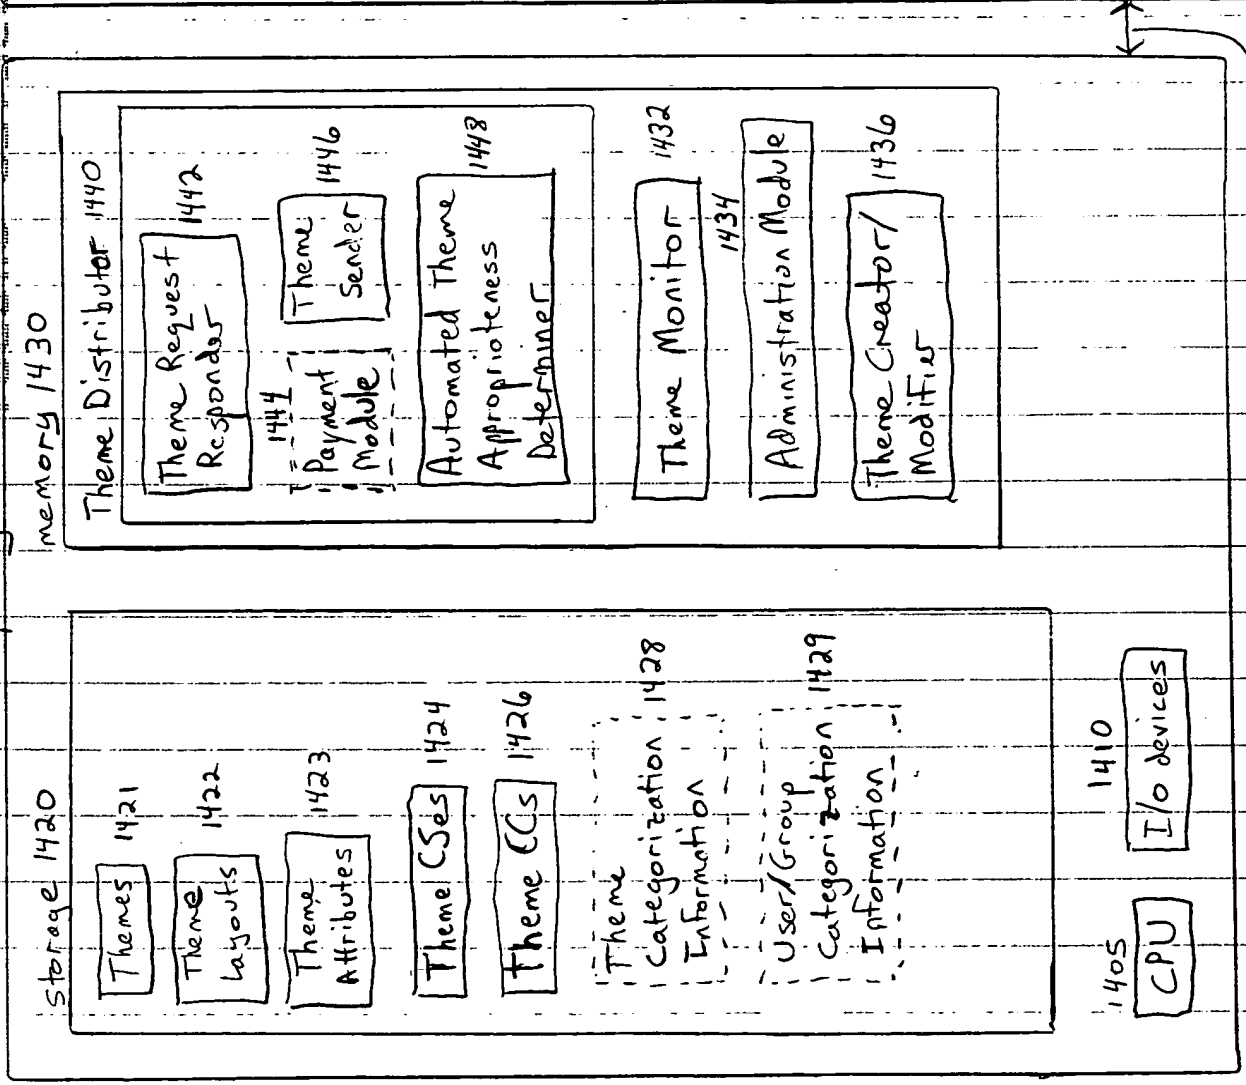 memory 1430
Theme Distributor 1440
1442
Theme Request
Responder
1444
Payment
Module
1446
Theme
Sender
1448
Automated Theme
Appropriateness
Determiner
1432
Theme Monitor
1434
Administration Module
1436
Theme Creator/
Modifier
storage 1420
Themes 1421
1422
Theme
Layouts
1423
Theme
Attributes
Theme CSes 1424
Theme CCs 1426
Theme
Categorization 1428
Information
User/Group
Categorization 1429
Information
1405
CPU
1410
I/o devices